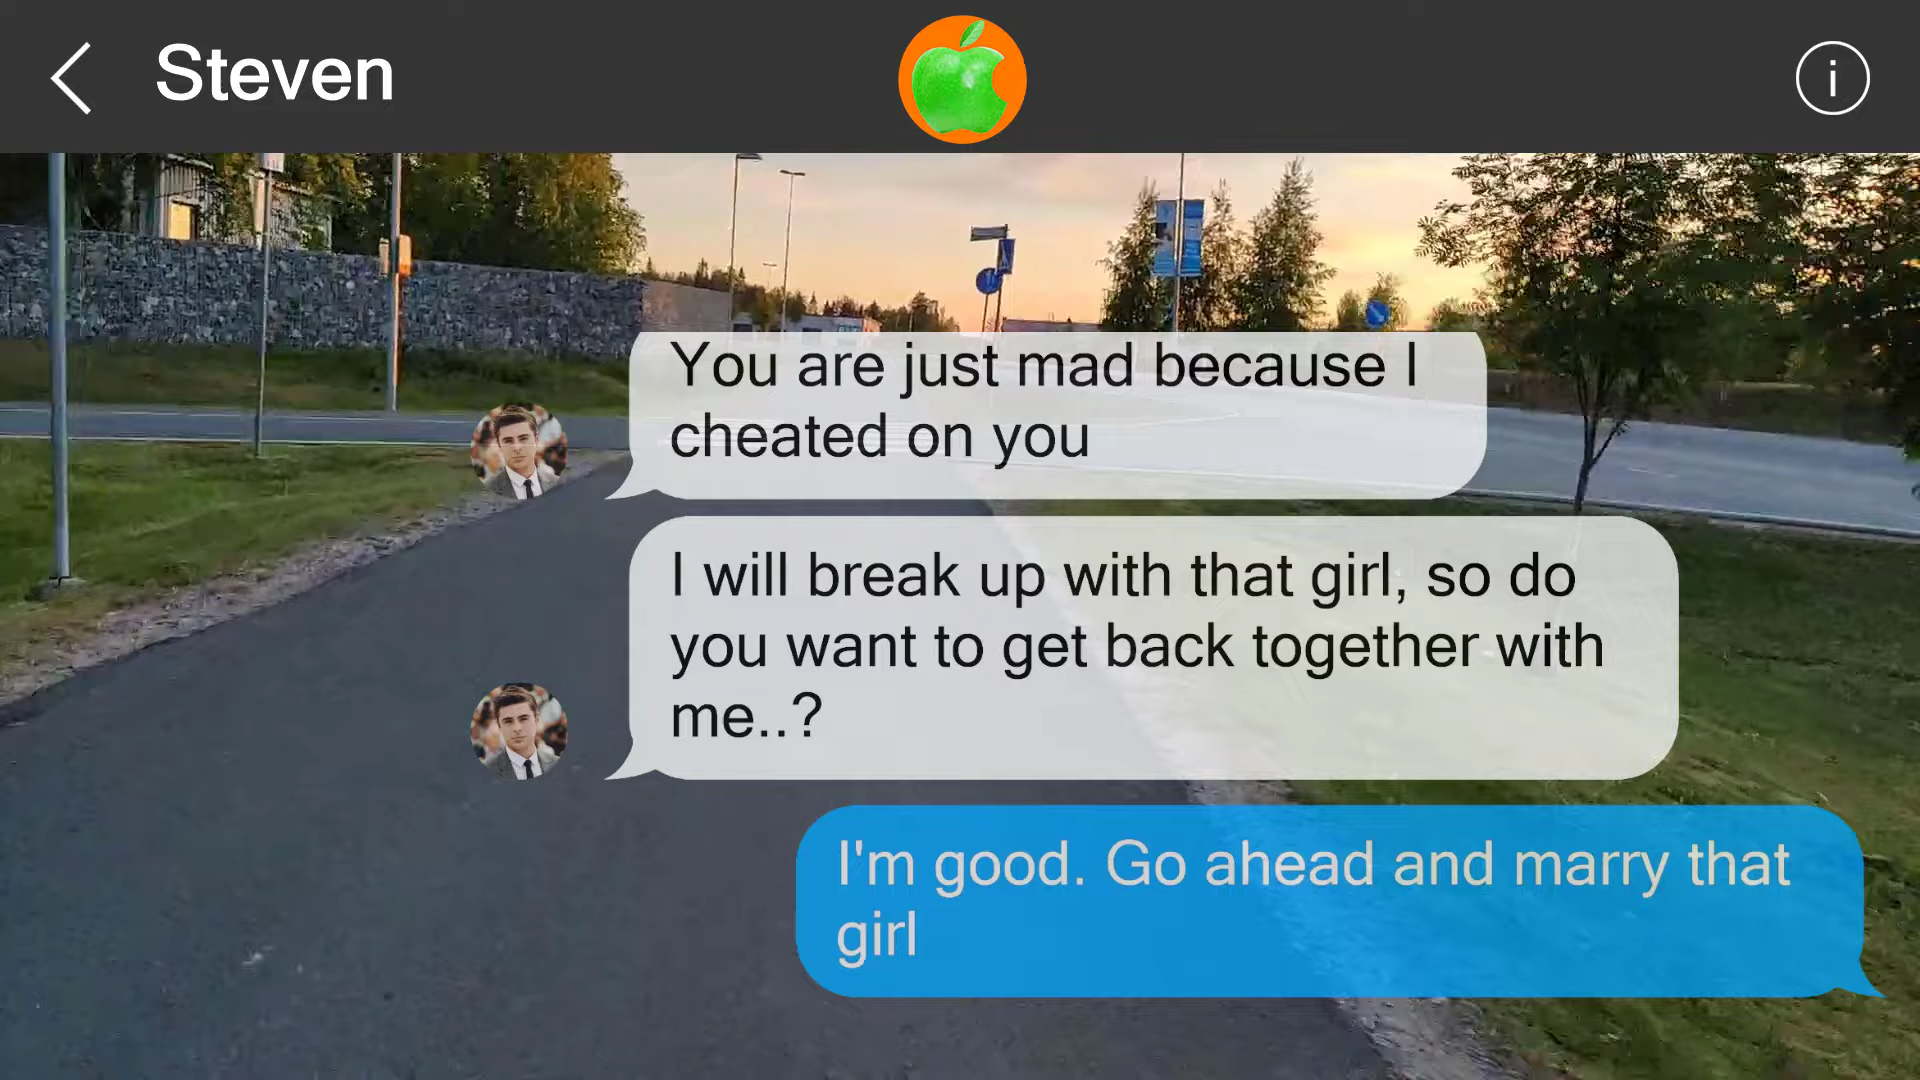 Steven
i
You are just mad because I
cheated on you
I will break up with that girl, so do
you want to get back together with
me..?
I'm good. Go ahead and marry that
girl